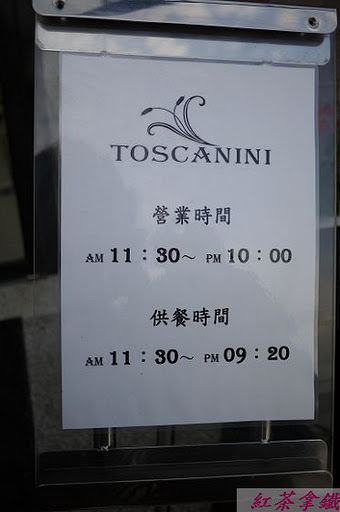 TOSCANINI
營業時間
AM 11：30～ PM 10：00
供餐時間
AM 11：30～ PM 09：20
紅茶拿鐵